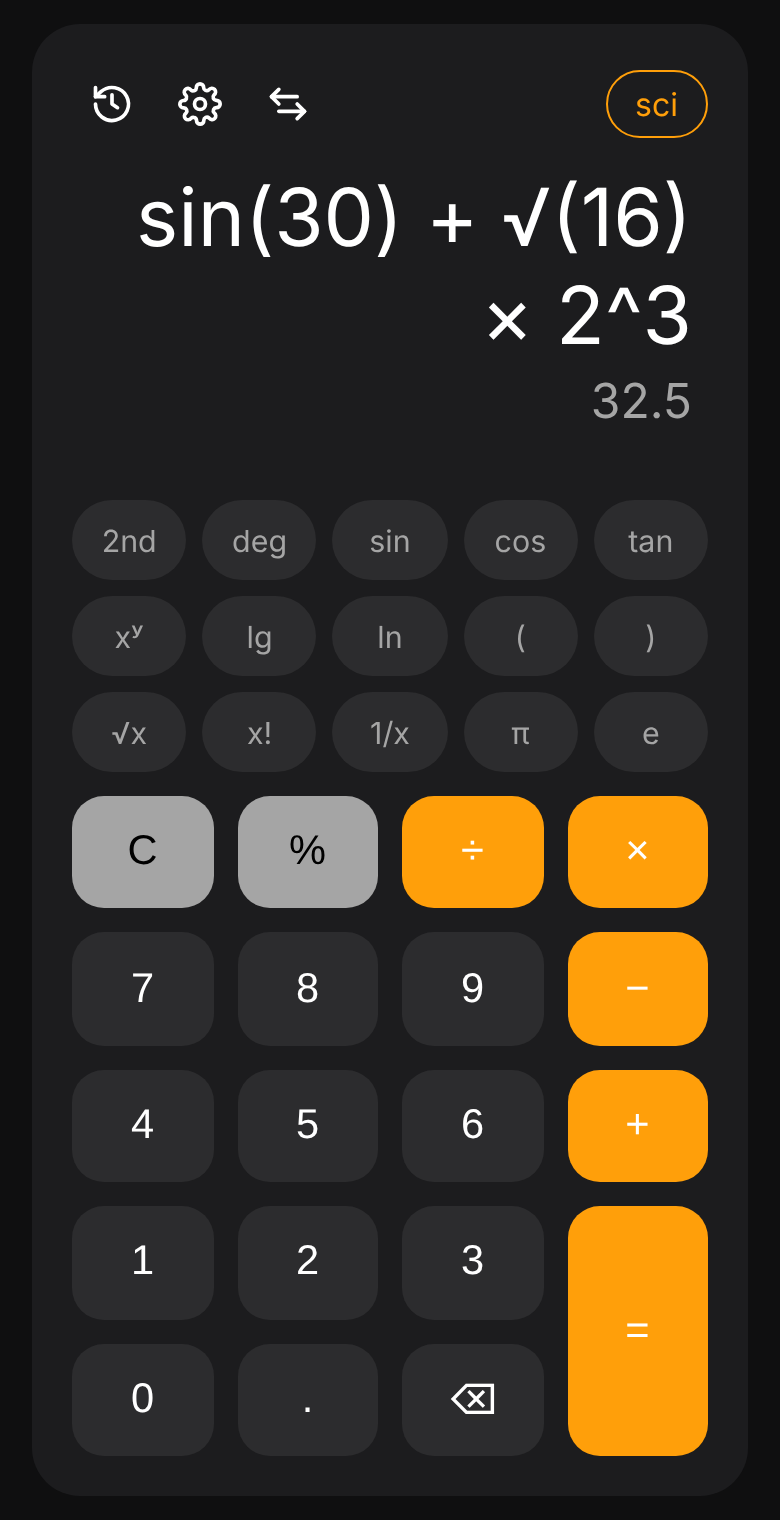 sci
sin(30) + √(16)
× 2^3
32.5
2nd deg sin cos tan
xʸ lg ln ( )
√x x! 1/x π e
C % ÷ ×
7 8 9 −
4 5 6 +
1 2 3
=
0 .